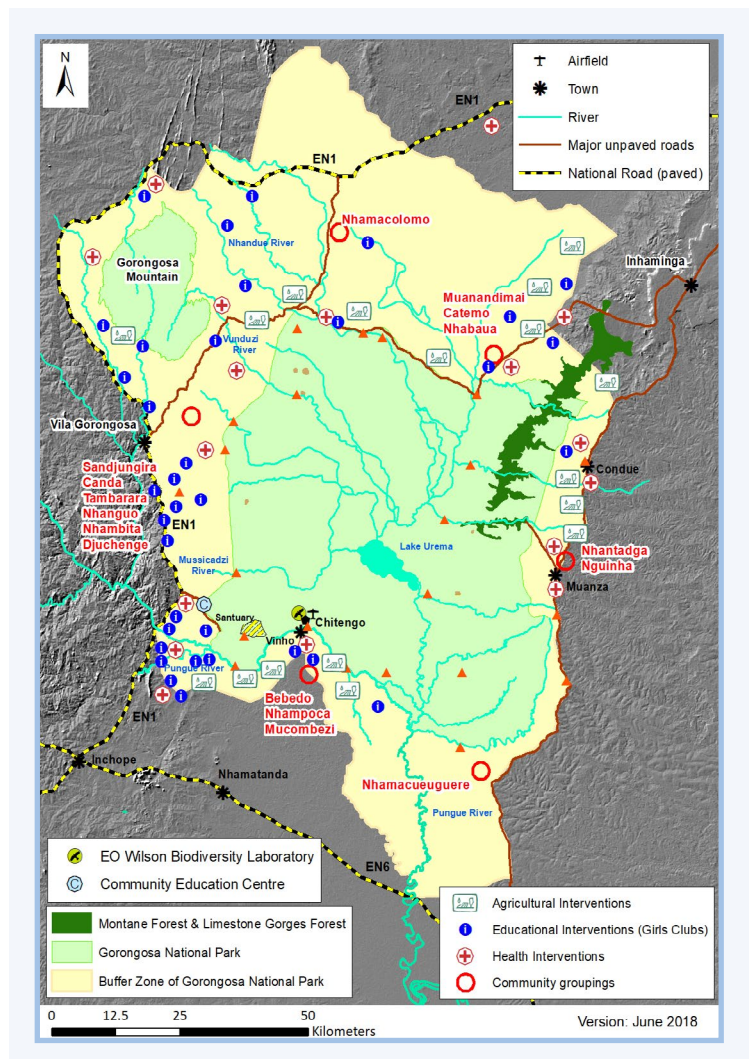 N
Airfield
Town
River
Major unpaved roads
National Road (paved)
EN1
EN1
Nhamacolomo
Nhandue River
Gorongosa
Mountain
Inhaminga
Muanandimai
Catemo
Nhabaua
Vunduzi
River
Vila Gorongosa
Sandjungira
Canda
Tambarara
Nhanguo
Nhambita
Djuchenge
EN1
Condue
Lake Urema
Nhantadga
Nguinha
Mussicadzi
River
Muanza
C
Santuary
Chitengo
Vinho
Pungue River
Bebedo
Nhampoca
Mucombezi
EN1
Inchope
Nhamatanda
Nhamacueuguere
Pungue River
EN6
EO Wilson Biodiversity Laboratory
C Community Education Centre
Montane Forest & Limestone Gorges Forest
Gorongosa National Park
Buffer Zone of Gorongosa National Park
Agricultural Interventions
i Educational Interventions (Girls Clubs)
Health Interventions
Community groupings
0 12.5 25 50
Kilometers
Version: June 2018